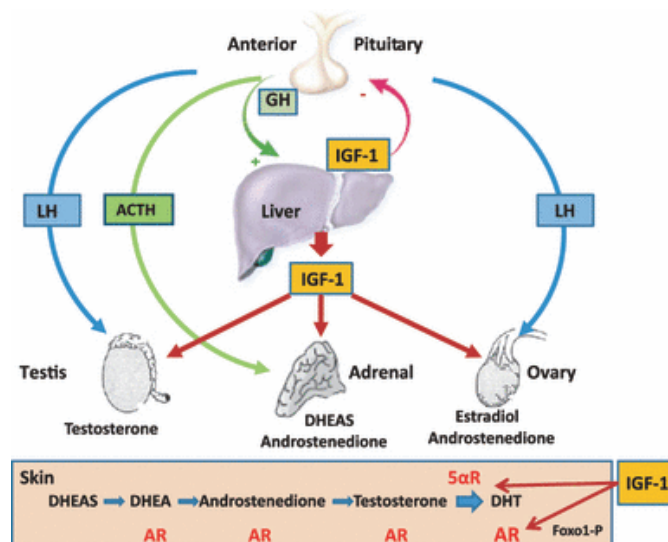 Anterior Pituitary
GH
-
+
IGF-1
LH
ACTH
Liver
LH
IGF-1
Testis
Adrenal
Ovary
Testosterone
DHEAS
Androstenedione
Estradiol
Androstenedione
Skin
5αR
IGF-1
DHEAS DHEA Androstenedione Testosterone DHT
AR AR AR AR Foxo1-P